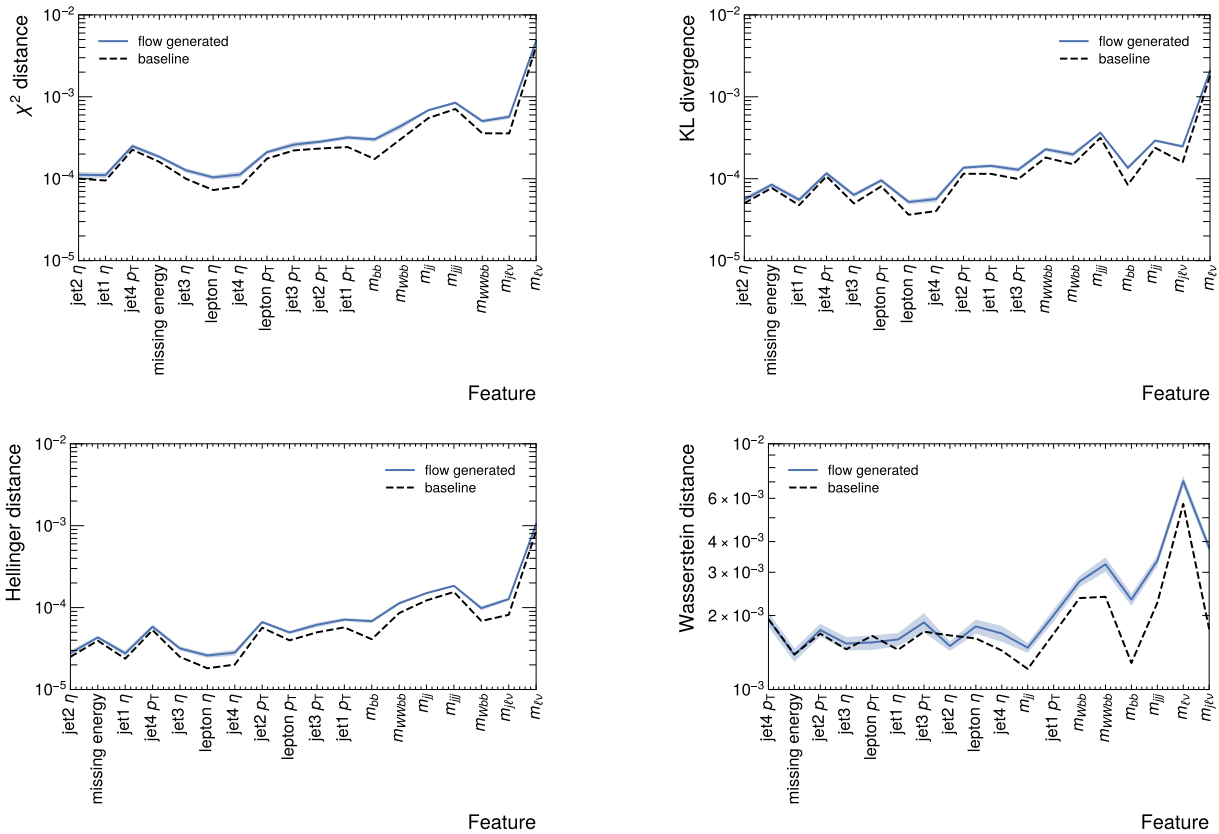 χ² distance
10⁻²
10⁻³
10⁻⁴
10⁻⁵
flow generated
baseline
jet2 η
jet1 η
jet4 p_T
missing energy
jet3 η
lepton η
jet4 η
lepton p_T
jet3 p_T
jet2 p_T
jet1 p_T
m_bb
m_Wbb
m_jj
m_jjj
m_WWbb
m_jℓν
m_ℓν
Feature
KL divergence
10⁻²
10⁻³
10⁻⁴
10⁻⁵
flow generated
baseline
jet2 η
missing energy
jet1 η
jet4 p_T
jet3 η
lepton p_T
lepton η
jet4 η
jet2 p_T
jet1 p_T
jet3 p_T
m_WWbb
m_Wbb
m_jjj
m_bb
m_jj
m_jℓν
m_ℓν
Feature
Hellinger distance
10⁻²
10⁻³
10⁻⁴
10⁻⁵
flow generated
baseline
jet2 η
missing energy
jet1 η
jet4 p_T
jet3 η
lepton η
jet4 η
jet2 p_T
lepton p_T
jet3 p_T
jet1 p_T
m_bb
m_WWbb
m_jj
m_jjj
m_Wbb
m_jℓν
m_ℓν
Feature
Wasserstein distance
10⁻²
6 × 10⁻³
4 × 10⁻³
3 × 10⁻³
2 × 10⁻³
10⁻³
flow generated
baseline
jet4 p_T
missing energy
jet2 p_T
jet3 η
lepton p_T
jet1 η
jet3 p_T
jet2 η
lepton η
jet4 η
m_jj
jet1 p_T
m_Wbb
m_WWbb
m_bb
m_jjj
m_ℓν
m_jℓν
Feature